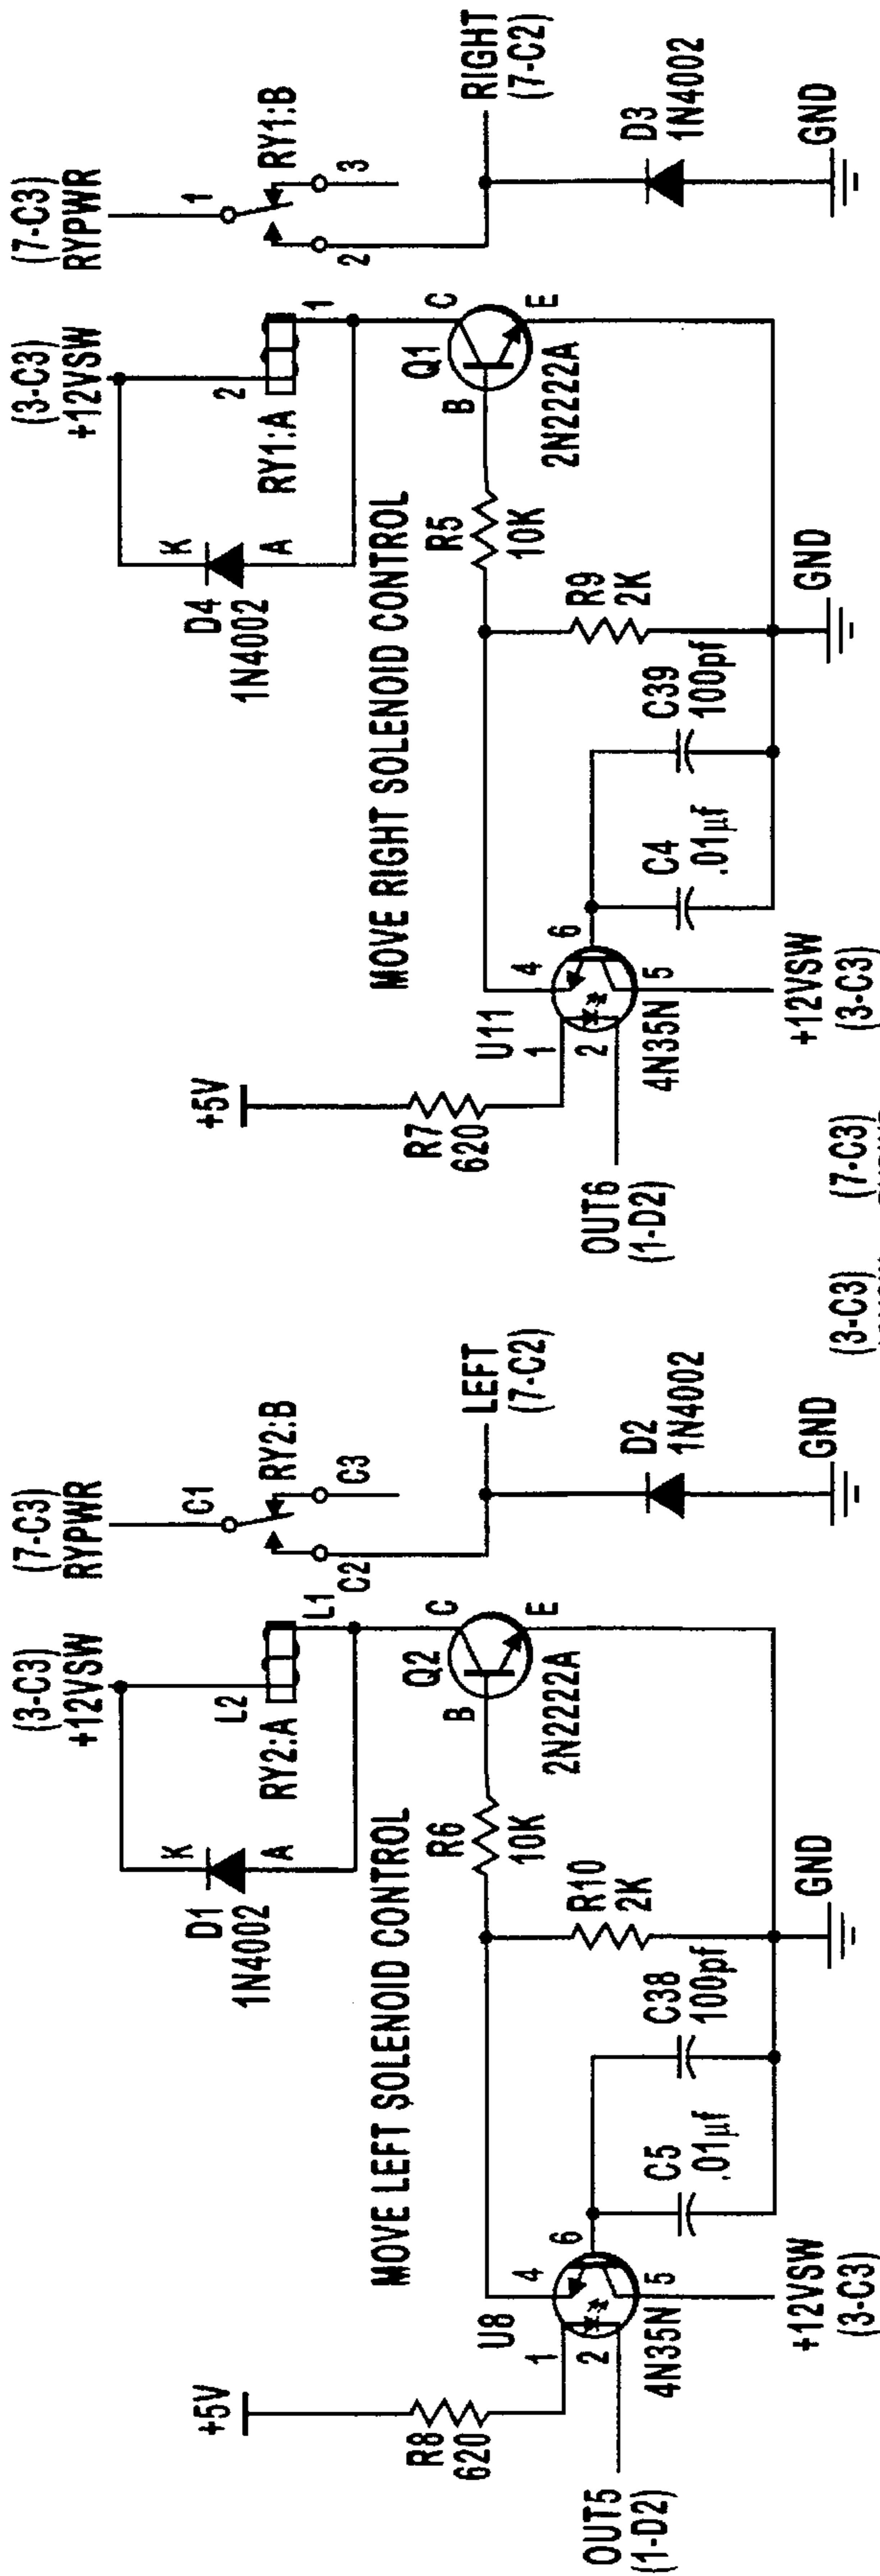 (3-C3)
+12VSW
(7-C3)
RYPWR
K
A
D1
1N4002
L2
L1
RY2:A
C1
RY2:B
C2
C3
MOVE LEFT SOLENOID CONTROL
+5V
R8
620
OUT5
(1-D2)
U8
1
2
4
5
6
4N35N
+12VSW
(3-C3)
C5
.01µf
C38
100pf
R10
2K
R6
10K
B
C
E
Q2
2N2222A
GND
LEFT
(7-C2)
D2
1N4002
GND
(3-C3)
+12VSW
(7-C3)
RYPWR
K
A
D4
1N4002
2
1
RY1:A
1
RY1:B
2
3
MOVE RIGHT SOLENOID CONTROL
+5V
R7
620
OUT6
(1-D2)
U11
1
2
4
5
6
4N35N
+12VSW
(3-C3)
C4
.01µf
C39
100pf
R9
2K
R5
10K
B
C
E
Q1
2N2222A
GND
RIGHT
(7-C2)
D3
1N4002
GND
(3-C3)
(7-C3)